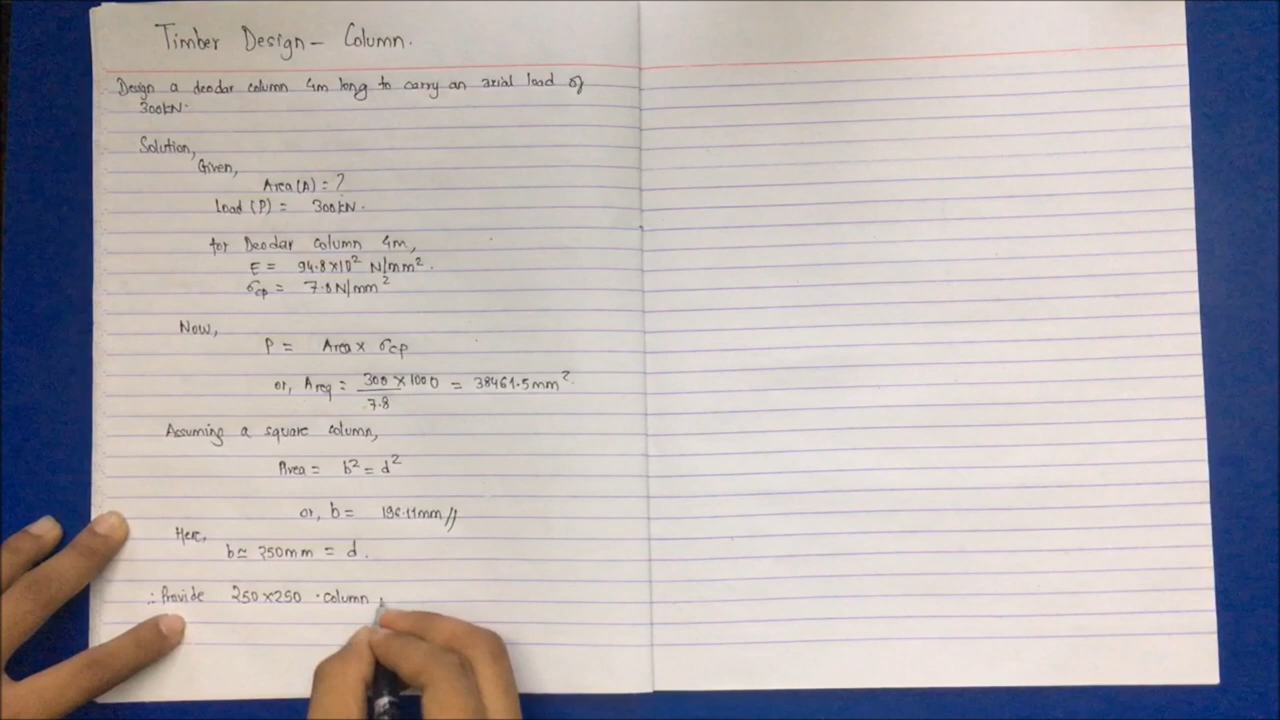 Timber Design - Column.
Design a deodar column 4m long to carry an axial load of
300kN.
Solution,
Given,
Area (A) = ?
Load (P) = 300kN.
for Deodar column 4m,
E = 94.8×10² N/mm².
σcp = 7.8 N/mm²
Now,
P = Area × σcp
or, Areq = 300 × 1000 / 7.8 = 38461.5mm².
Assuming a square column,
Area = b² = d²
or, b = 196.11mm //
Here,
b ≃ 250mm = d.
∴ Provide 250×250 column